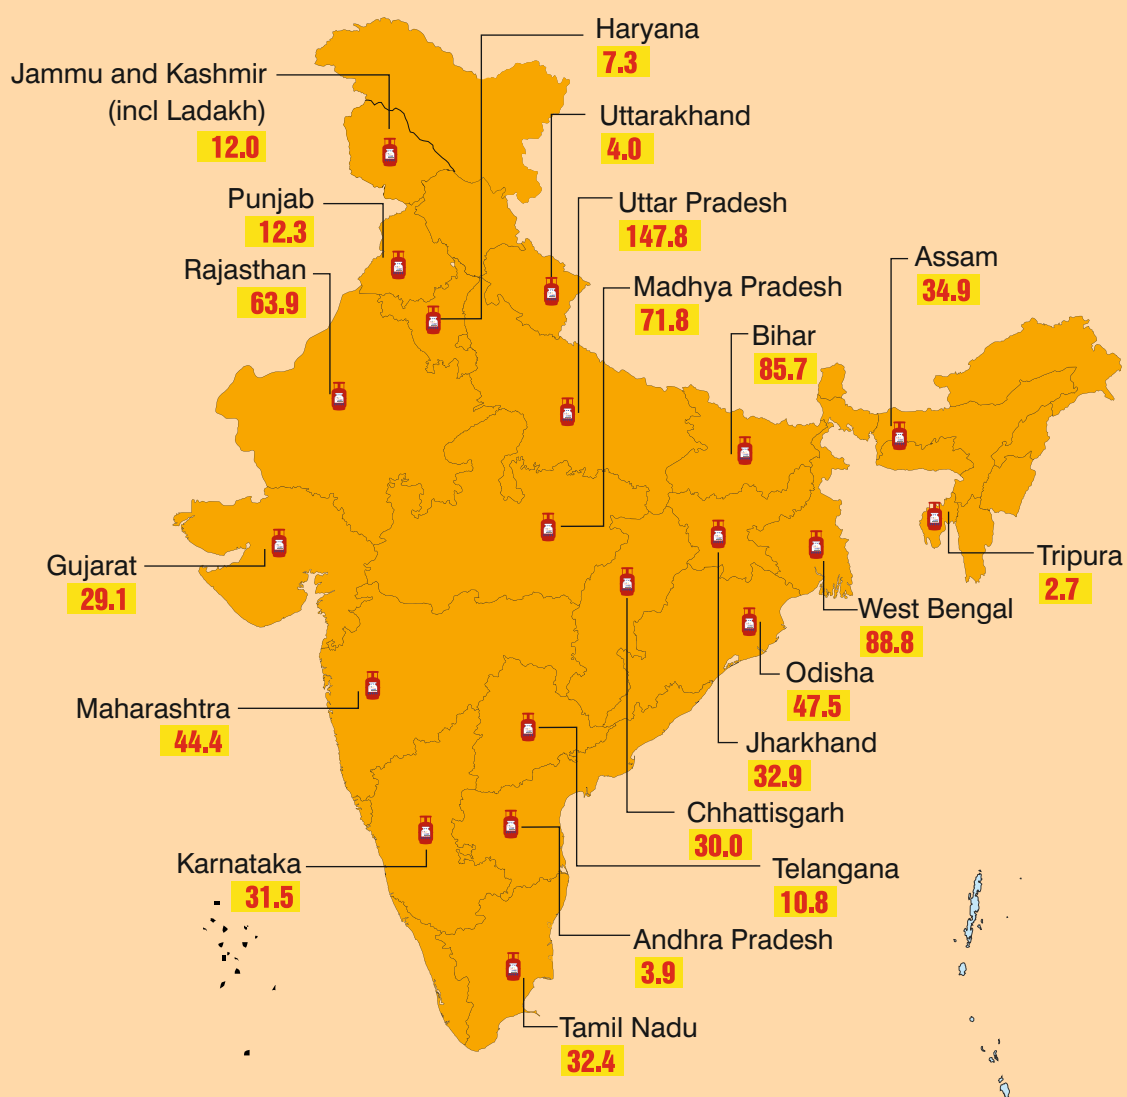 Haryana
7.3
Jammu and Kashmir
(incl Ladakh)
12.0
Uttarakhand
4.0
Punjab
12.3
Uttar Pradesh
147.8
Rajasthan
63.9
Assam
34.9
Madhya Pradesh
71.8
Bihar
85.7
Gujarat
29.1
Tripura
2.7
West Bengal
88.8
Odisha
47.5
Maharashtra
44.4
Jharkhand
32.9
Chhattisgarh
30.0
Karnataka
31.5
Telangana
10.8
Andhra Pradesh
3.9
Tamil Nadu
32.4